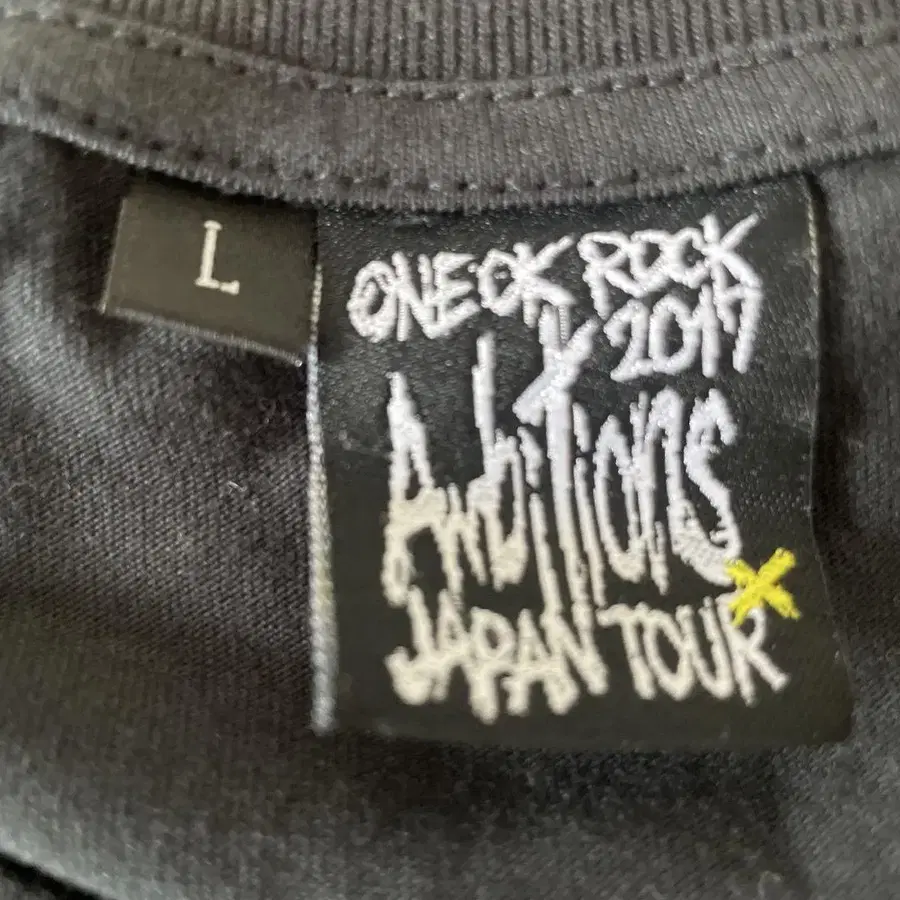 L
ONE OK ROCK
2017
AmbiTions
JAPAN TOUR